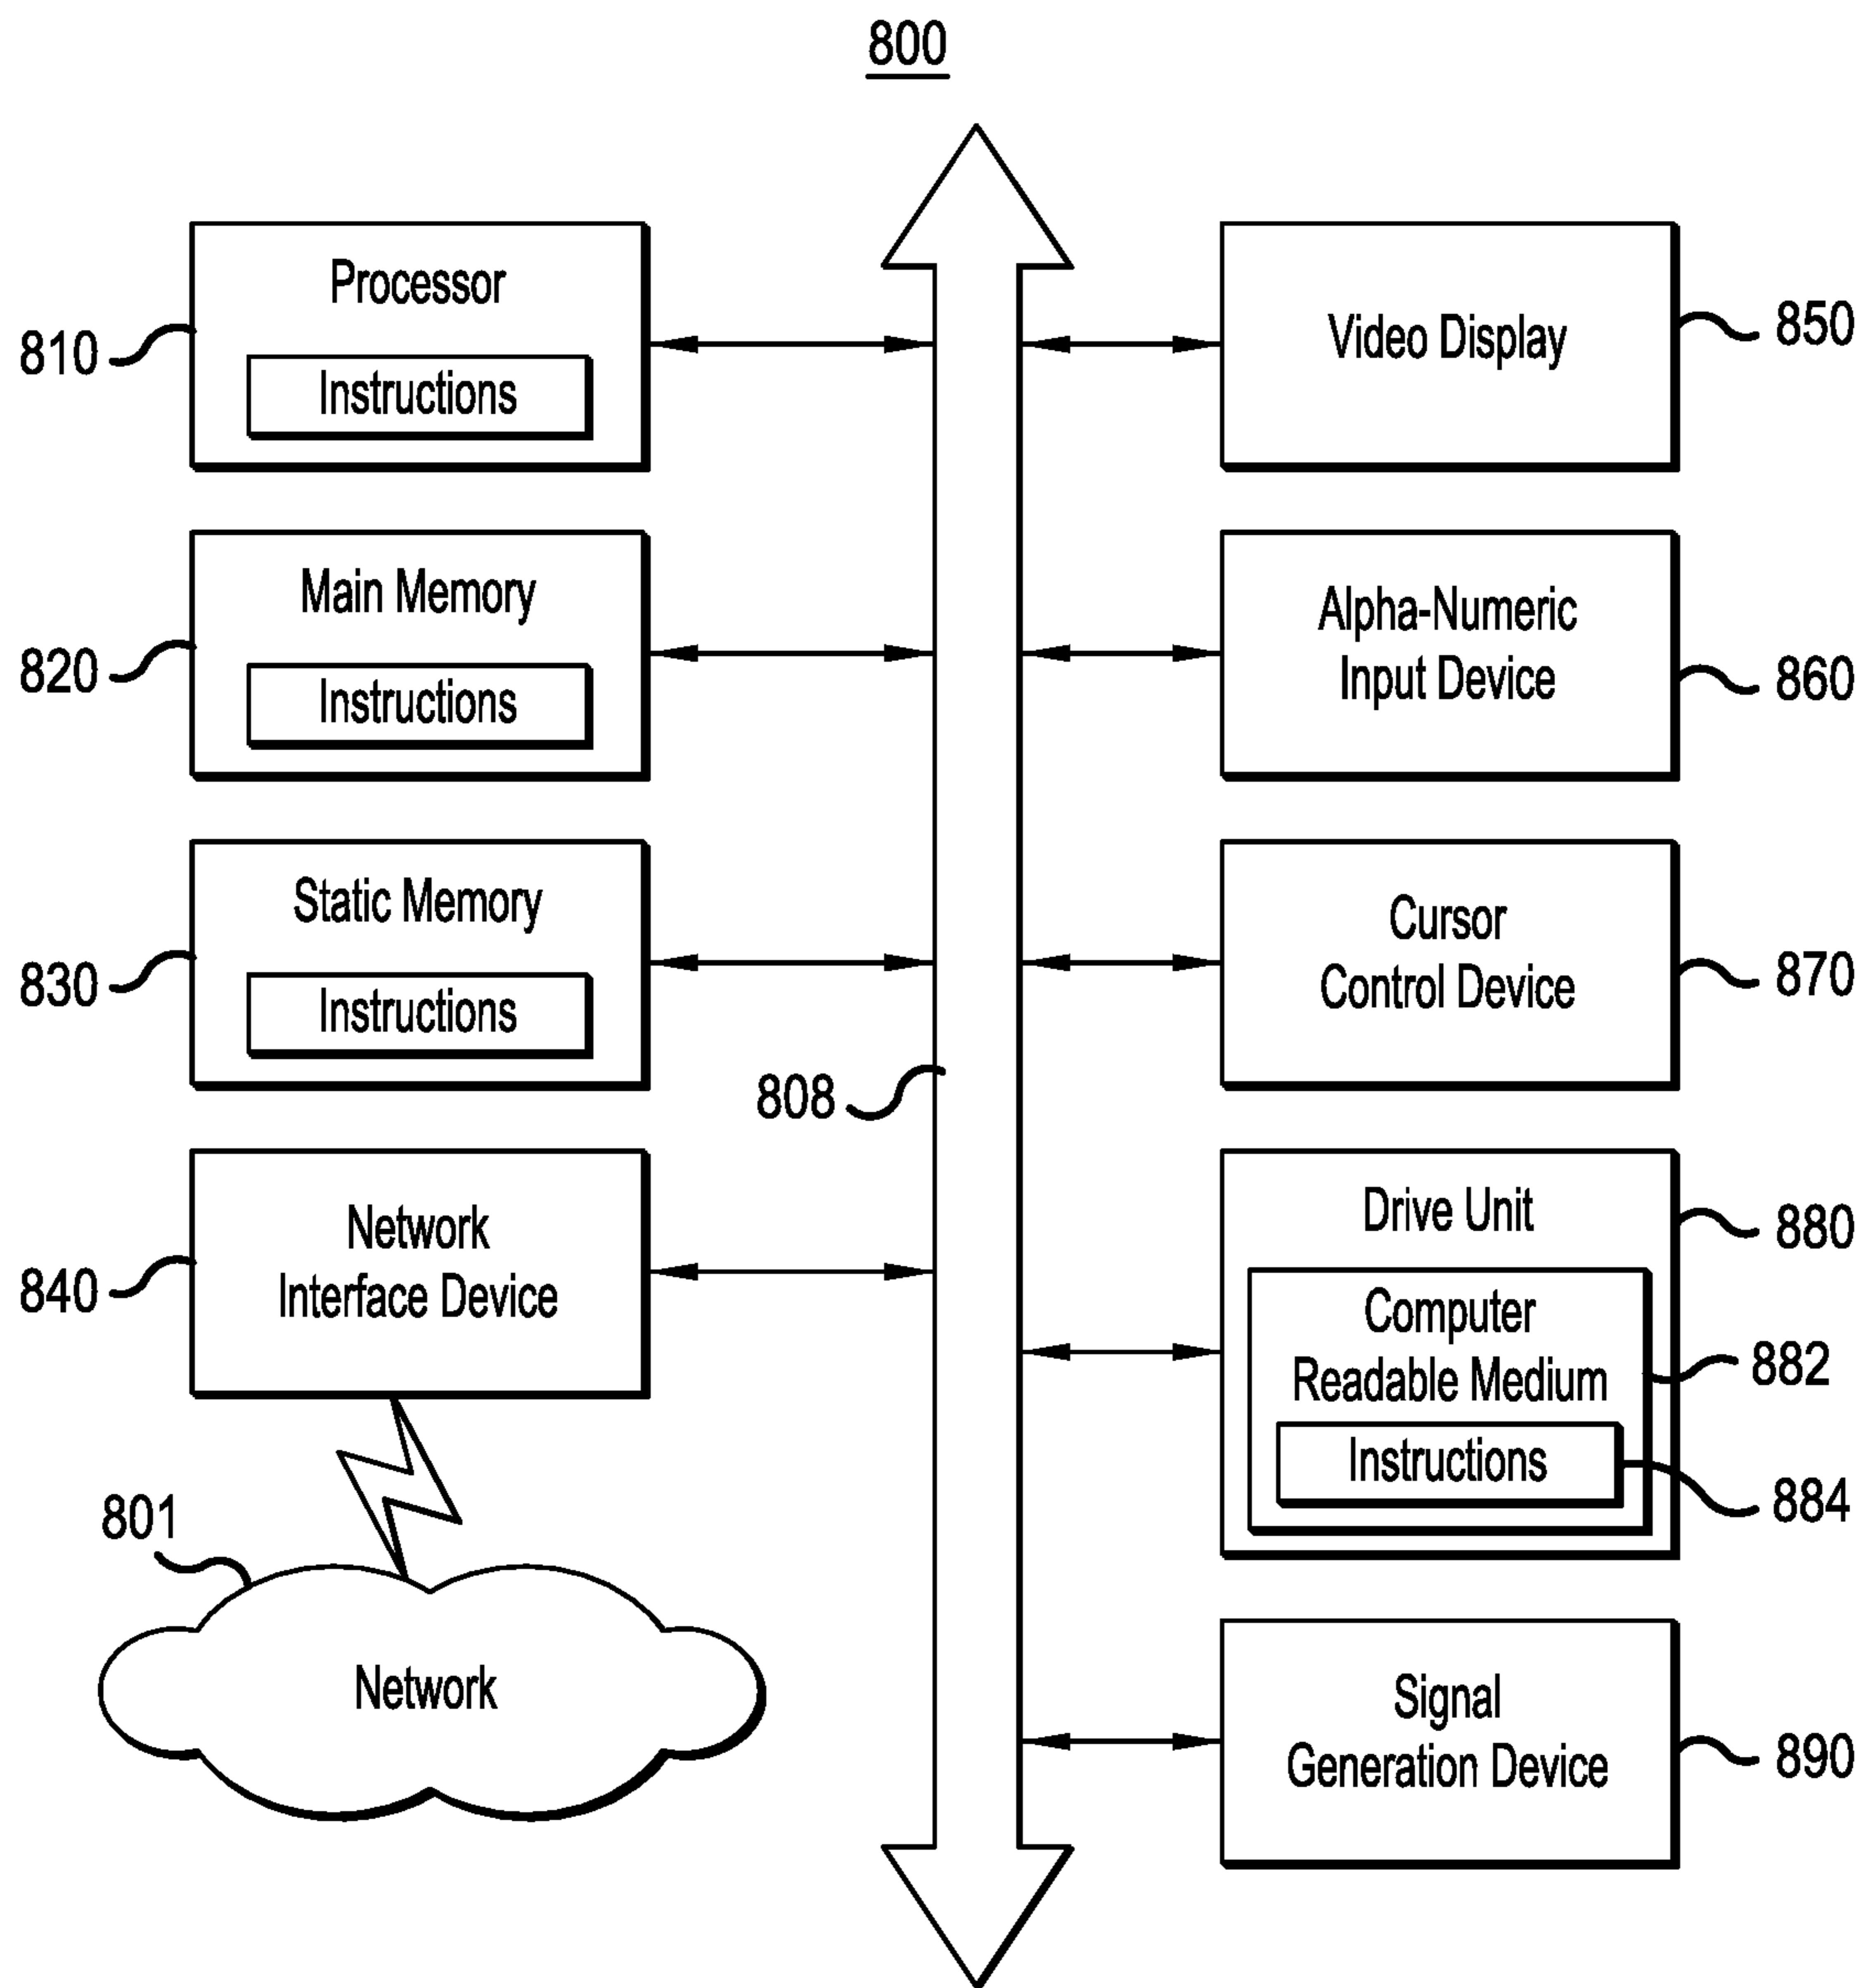 800
Processor
Instructions
810
Main Memory
Instructions
820
Static Memory
Instructions
830
808
Network
Interface Device
840
801
Network
Video Display
850
Alpha-Numeric
Input Device
860
Cursor
Control Device
870
Drive Unit
880
Computer
Readable Medium
882
Instructions
884
Signal
Generation Device
890